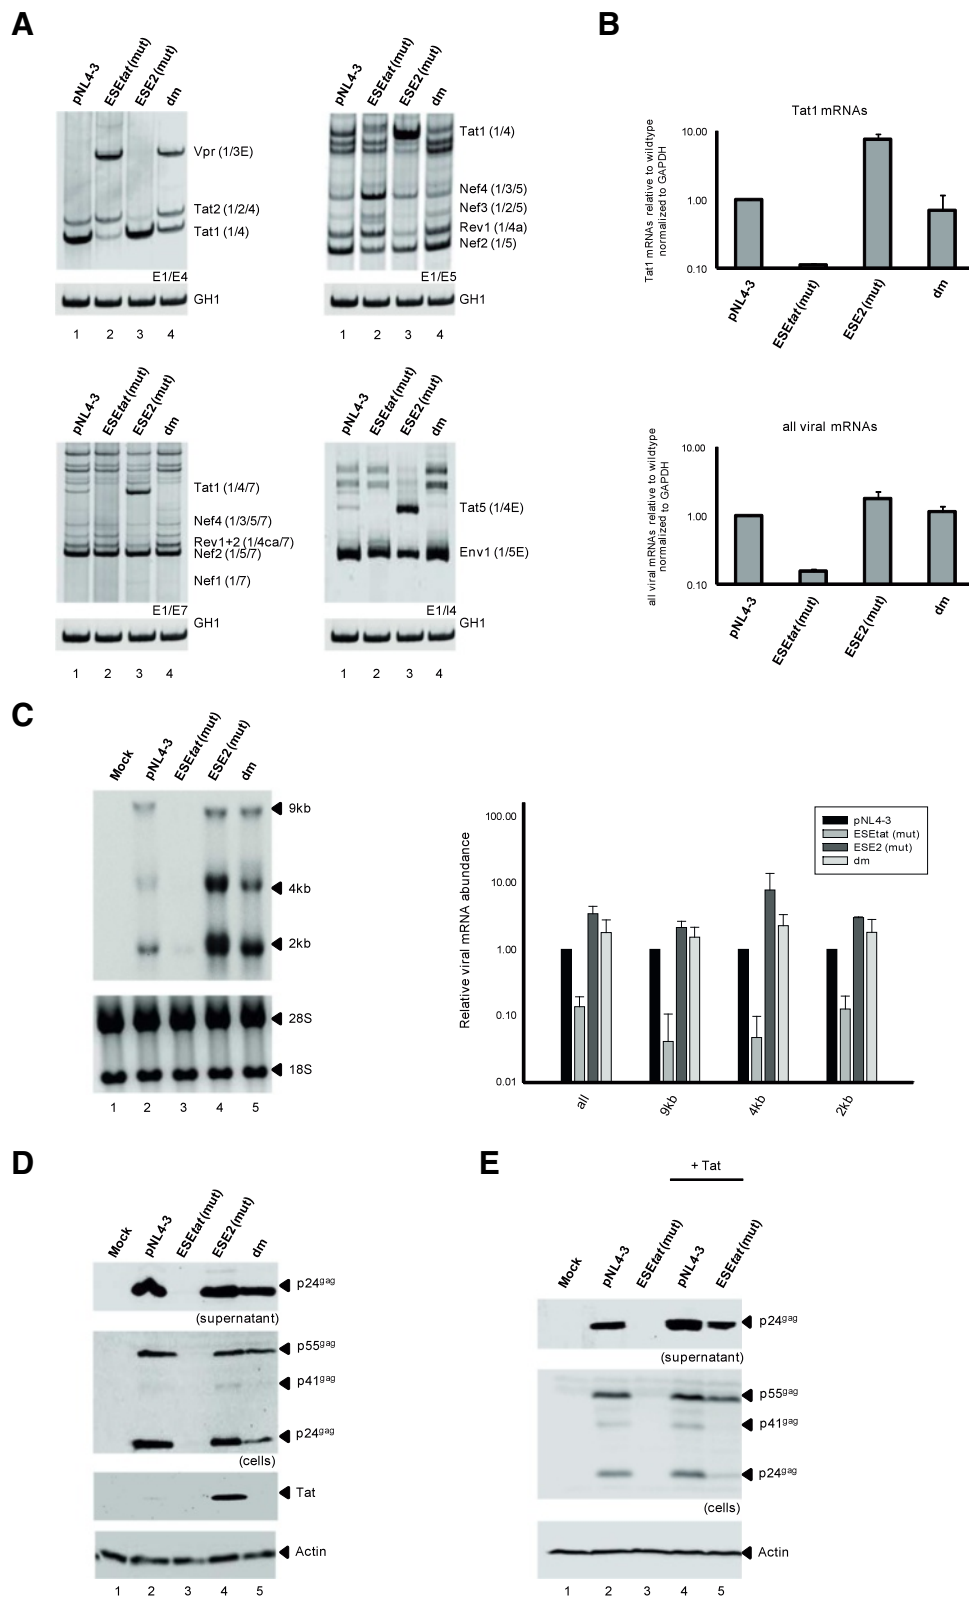 A
pNL4-3
ESEtat(mut)
ESE2(mut)
dm
Vpr (1/3E)
Tat2 (1/2/4)
Tat1 (1/4)
E1/E4
GH1
1 2 3 4
pNL4-3
ESEtat(mut)
ESE2(mut)
dm
Tat1 (1/4)
Nef4 (1/3/5)
Nef3 (1/2/5)
Rev1 (1/4a)
Nef2 (1/5)
E1/E5
GH1
1 2 3 4
pNL4-3
ESEtat(mut)
ESE2(mut)
dm
Tat1 (1/4/7)
Nef4 (1/3/5/7)
Rev1+2 (1/4ca/7)
Nef2 (1/5/7)
Nef1 (1/7)
E1/E7
GH1
1 2 3 4
pNL4-3
ESEtat(mut)
ESE2(mut)
dm
Tat5 (1/4E)
Env1 (1/5E)
E1/I4
GH1
1 2 3 4
B
Tat1 mRNAs
Tat1 mRNAs relative to wildtype
normalized to GAPDH
10.00
1.00
0.10
pNL4-3
ESEtat(mut)
ESE2(mut)
dm
all viral mRNAs
all viral mRNAs relative to wildtype
normalized to GAPDH
10.00
1.00
0.10
pNL4-3
ESEtat(mut)
ESE2(mut)
dm
C
Mock
pNL4-3
ESEtat(mut)
ESE2(mut)
dm
9kb
4kb
2kb
28S
18S
1 2 3 4 5
Relative viral mRNA abundance
100.00
10.00
1.00
0.10
0.01
all
9kb
4kb
2kb
pNL4-3
ESEtat (mut)
ESE2 (mut)
dm
D
Mock
pNL4-3
ESEtat(mut)
ESE2(mut)
dm
p24gag
(supernatant)
p55gag
p41gag
p24gag
(cells)
Tat
Actin
1 2 3 4 5
E
+ Tat
Mock
pNL4-3
ESEtat(mut)
pNL4-3
ESEtat(mut)
p24gag
(supernatant)
p55gag
p41gag
p24gag
(cells)
Actin
1 2 3 4 5